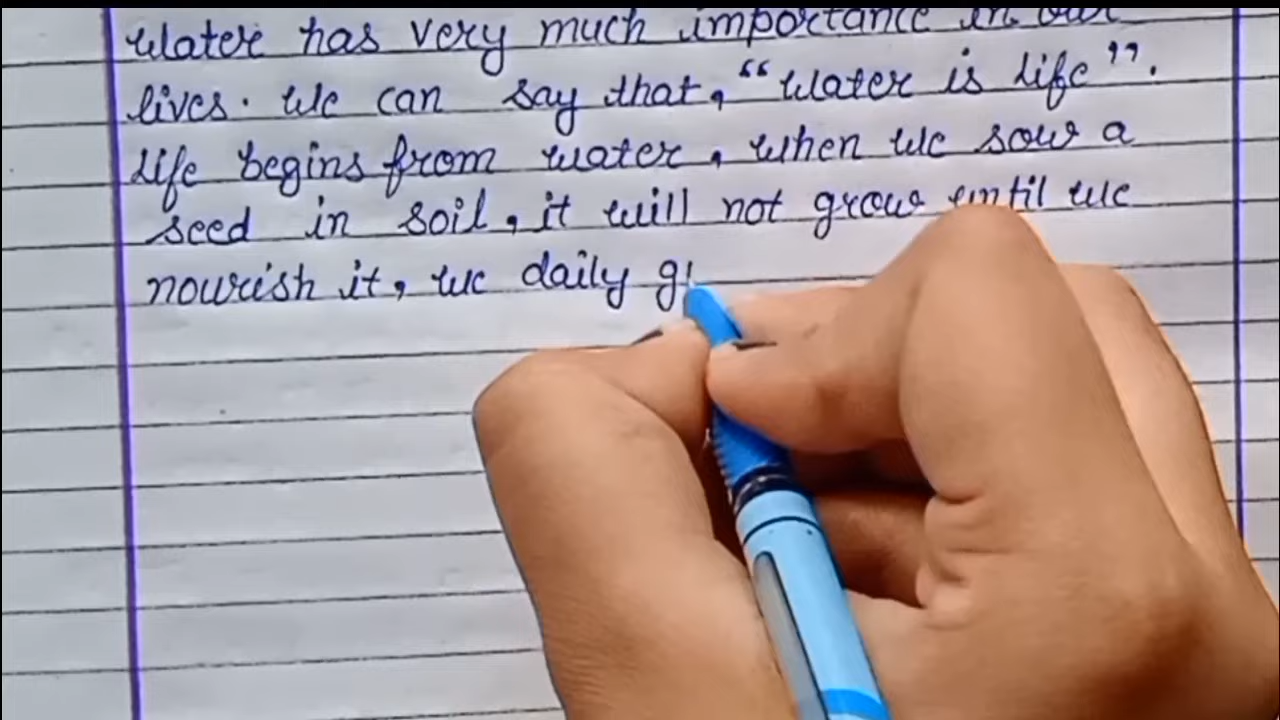 Water has very much importance in our
lives. We can say that, “Water is Life”.
Life begins from water, when we sow a
seed in soil, it will not grow until we
nourish it, we daily